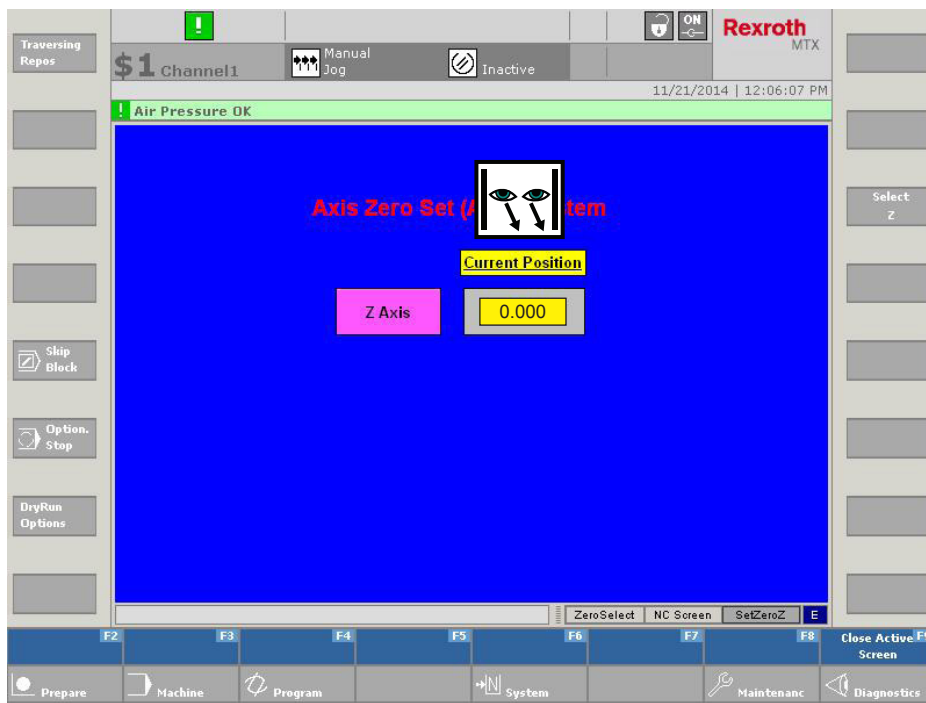 Traversing
Repos
!
$1 Channel1
Manual
Jog
Inactive
ON
Rexroth
MTX
11/21/2014 | 12:06:07 PM
! Air Pressure OK
Axis Zero Set (
tem
Select
Z
Current Position
Z Axis
0.000
Skip
Block
Option.
Stop
DryRun
Options
ZeroSelect
NC Screen
SetZeroZ
E
F2
F3
F4
F5
F6
F7
F8
F9
Close Active
Screen
Prepare
Machine
Program
System
Maintenanc
Diagnostics